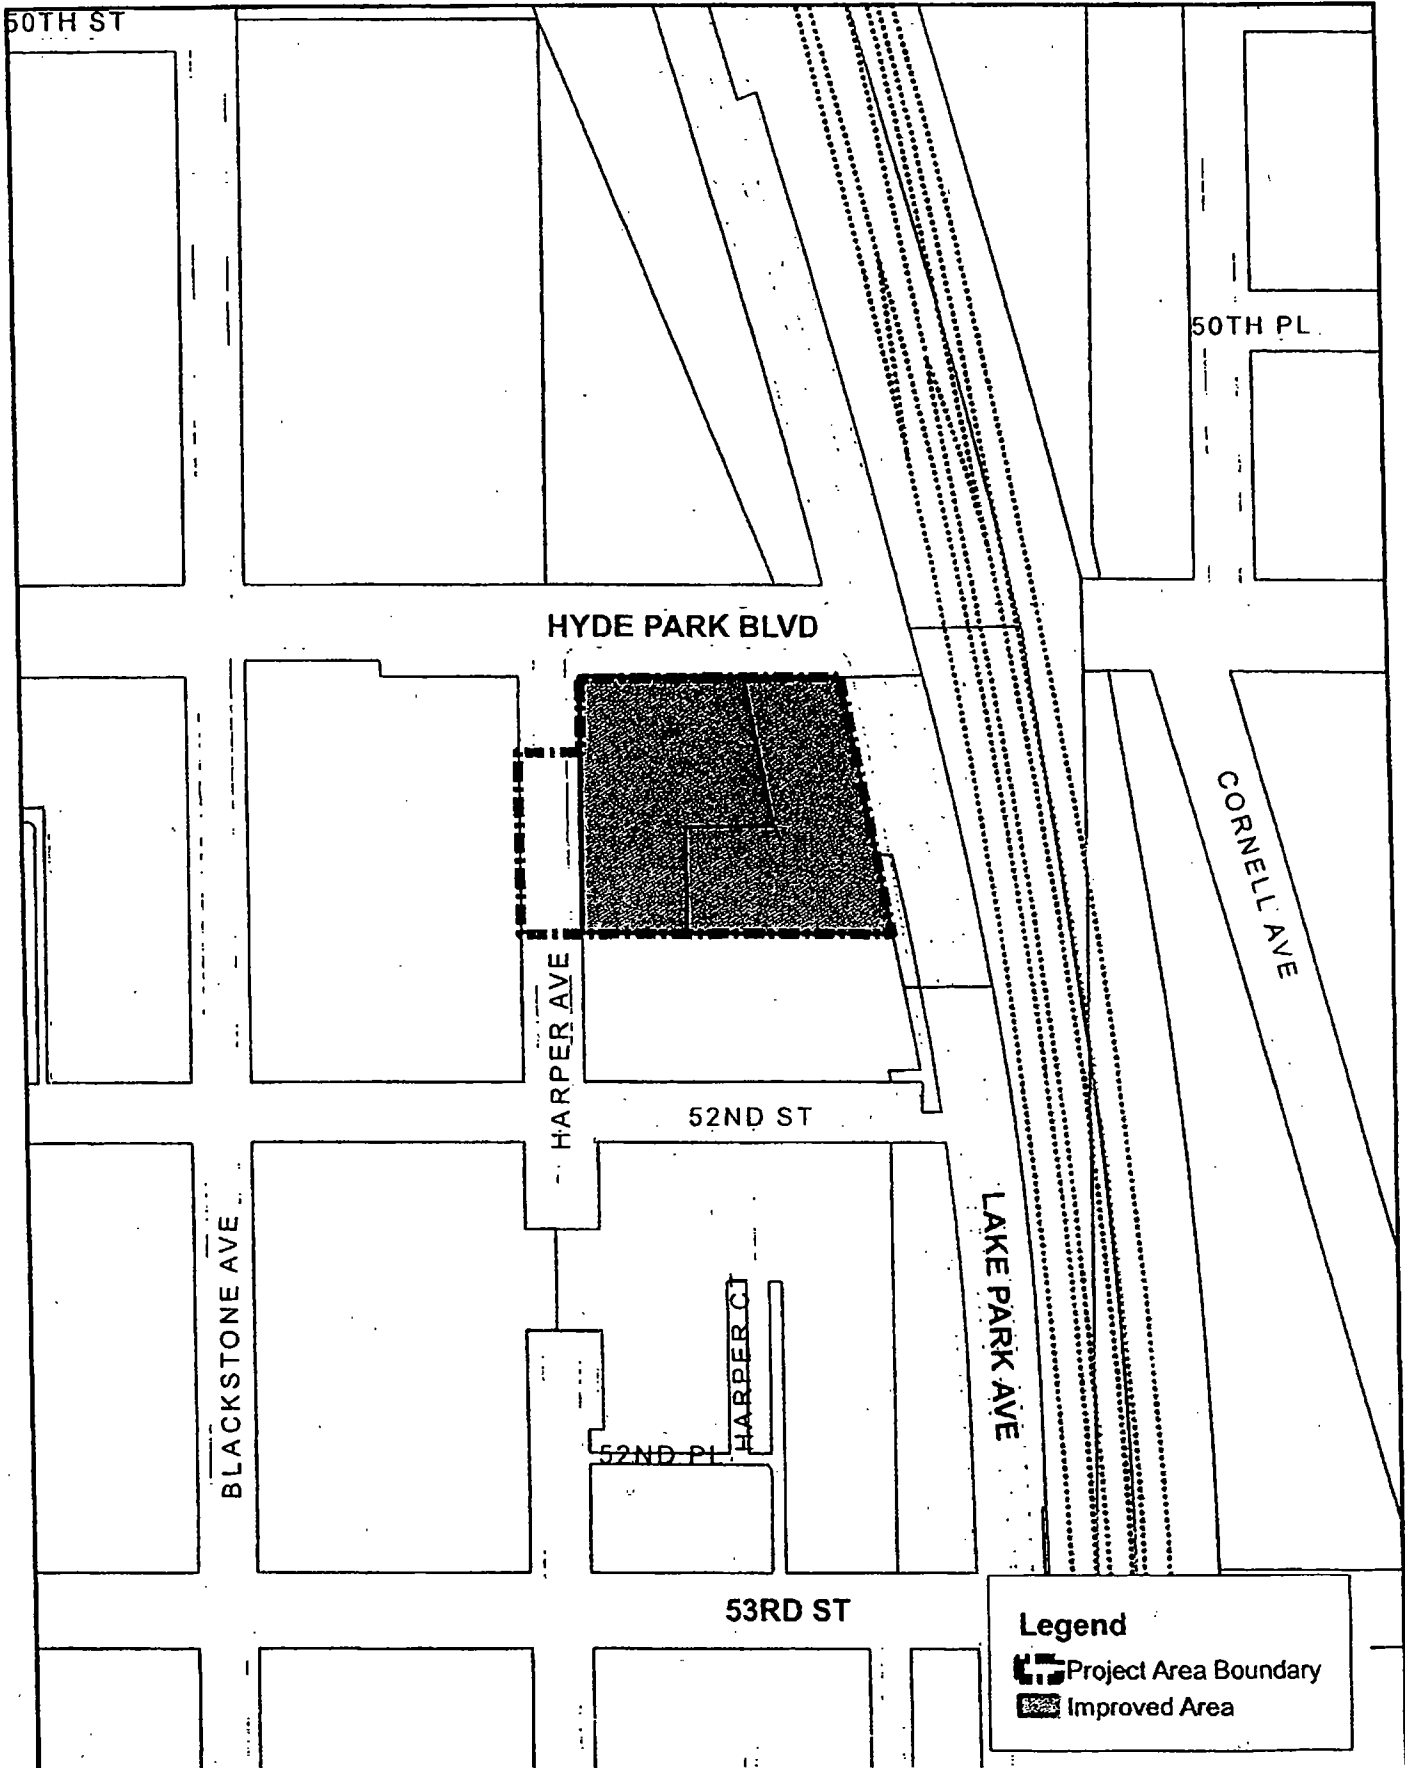 50TH ST
50TH PL
HYDE PARK BLVD
CORNELL AVE
HARPER AVE
52ND ST
LAKE PARK AVE
BLACKSTONE AVE
HARPER CT
52ND PL
53RD ST
Legend
Project Area Boundary
Improved Area